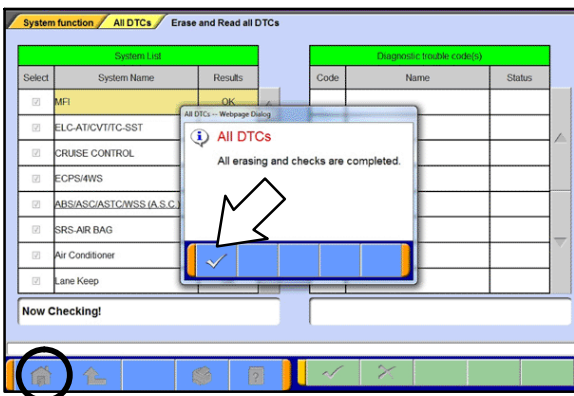 System function
All DTCs
Erase and Read all DTCs
System List
Select
System Name
Results
MFI
OK
ELC-AT/CVT/TC-SST
CRUISE CONTROL
ECPS/4WS
ABS/ASC/ASTC/WSS (A.S.C.)
SRS-AIR BAG
Air Conditioner
Lane Keep
Now Checking!
Diagnostic trouble code(s)
Code
Name
Status
All DTCs -- Webpage Dialog
All DTCs
All erasing and checks are completed.